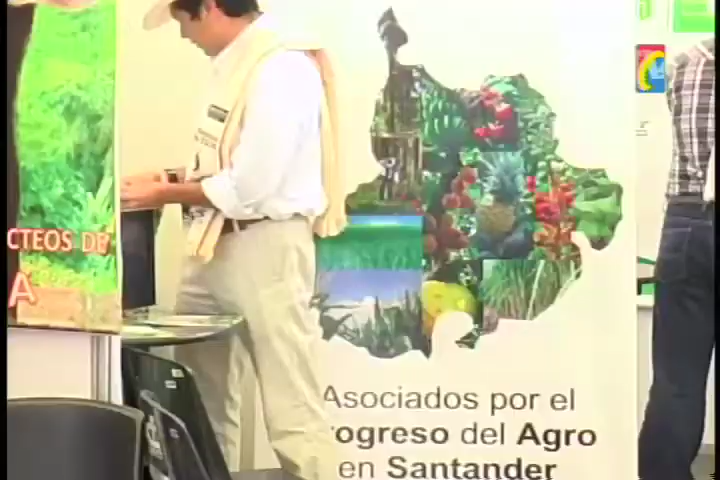 CTEOS DE
A
Asociados por el
rogreso del Agro
en Santander